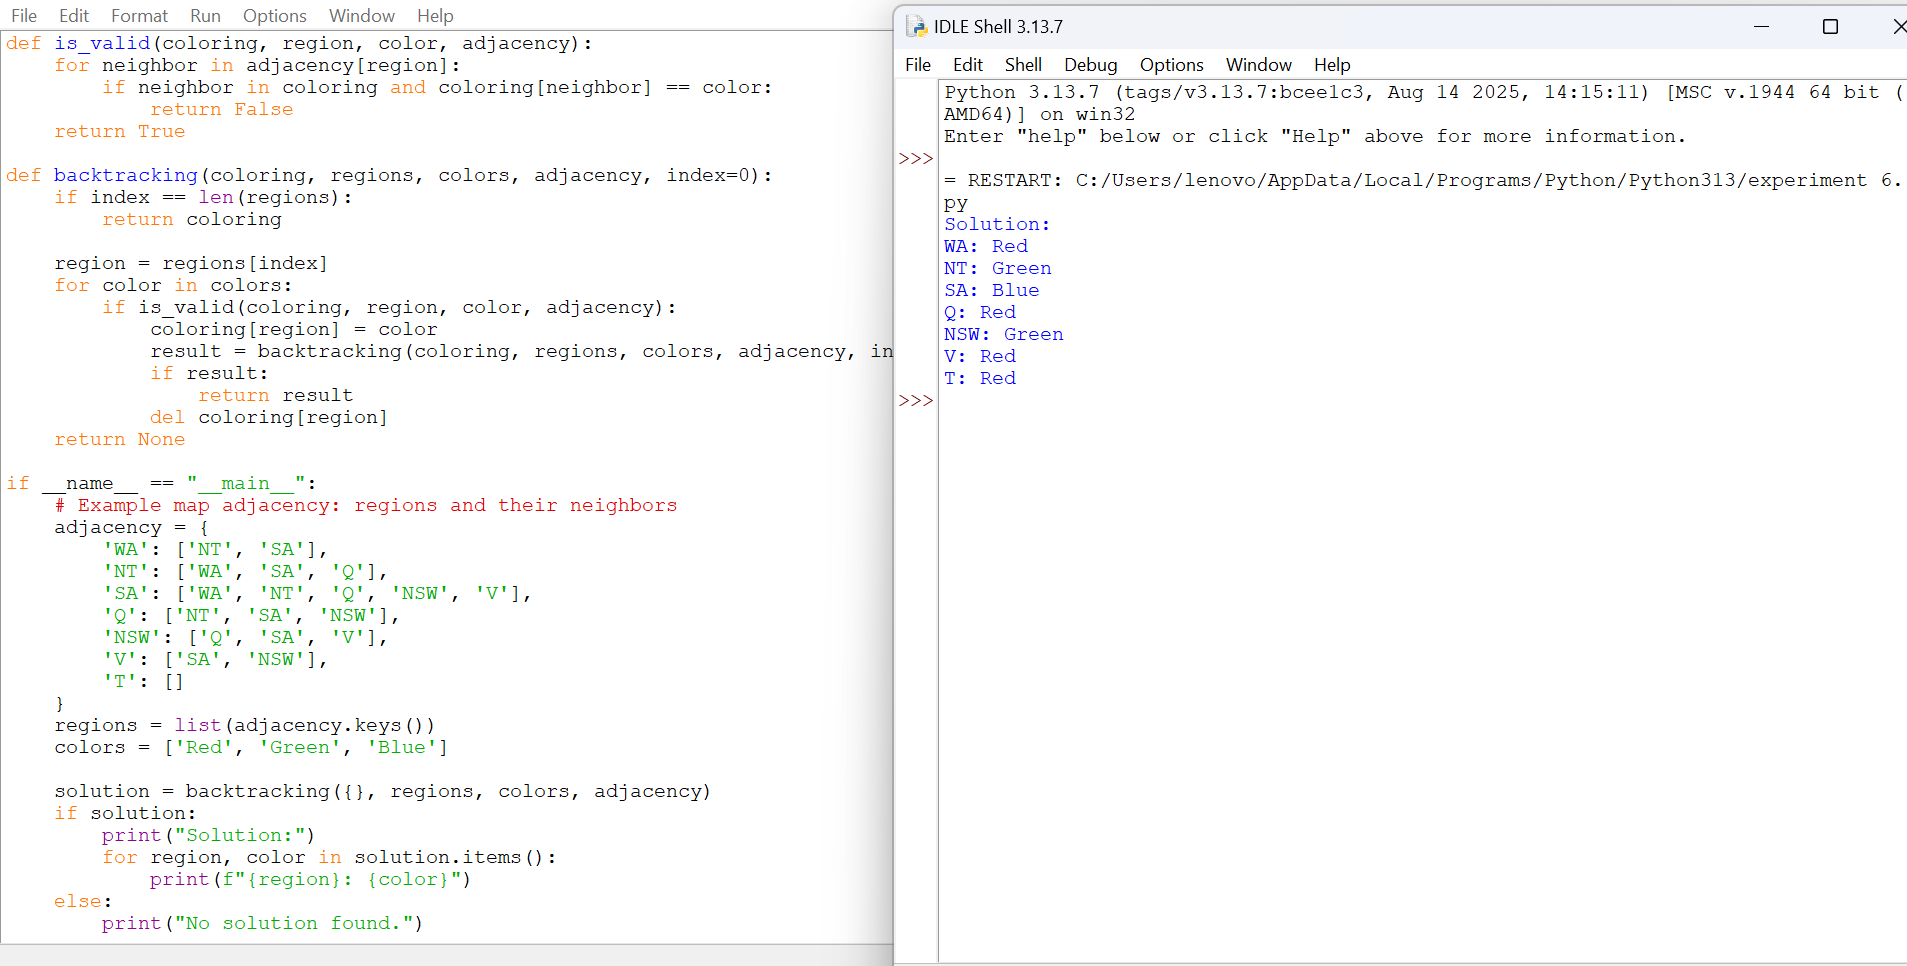 File Edit Format Run Options Window Help
def is_valid(coloring, region, color, adjacency):
    for neighbor in adjacency[region]:
        if neighbor in coloring and coloring[neighbor] == color:
            return False
    return True
def backtracking(coloring, regions, colors, adjacency, index=0):
    if index == len(regions):
        return coloring
    region = regions[index]
    for color in colors:
        if is_valid(coloring, region, color, adjacency):
            coloring[region] = color
            result = backtracking(coloring, regions, colors, adjacency, in
            if result:
                return result
            del coloring[region]
    return None
if __name__ == "__main__":
    # Example map adjacency: regions and their neighbors
    adjacency = {
        'WA': ['NT', 'SA'],
        'NT': ['WA', 'SA', 'Q'],
        'SA': ['WA', 'NT', 'Q', 'NSW', 'V'],
        'Q': ['NT', 'SA', 'NSW'],
        'NSW': ['Q', 'SA', 'V'],
        'V': ['SA', 'NSW'],
        'T': []
    }
    regions = list(adjacency.keys())
    colors = ['Red', 'Green', 'Blue']
    solution = backtracking({}, regions, colors, adjacency)
    if solution:
        print("Solution:")
        for region, color in solution.items():
            print(f"{region}: {color}")
    else:
        print("No solution found.")
IDLE Shell 3.13.7
File Edit Shell Debug Options Window Help
Python 3.13.7 (tags/v3.13.7:bcee1c3, Aug 14 2025, 14:15:11) [MSC v.1944 64 bit (
AMD64)] on win32
Enter "help" below or click "Help" above for more information.
>>>
= RESTART: C:/Users/lenovo/AppData/Local/Programs/Python/Python313/experiment 6.
py
Solution:
WA: Red
NT: Green
SA: Blue
Q: Red
NSW: Green
V: Red
T: Red
>>>